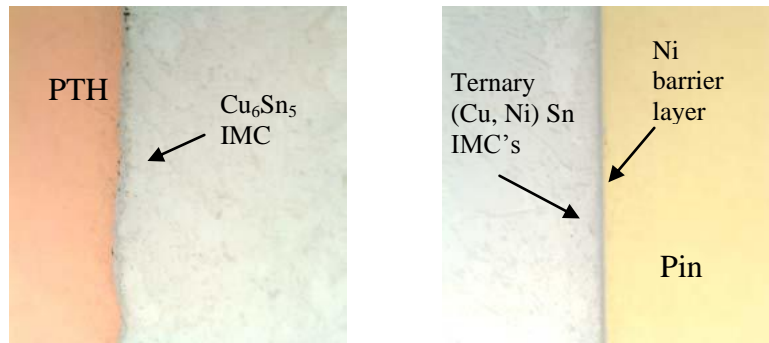 PTH
Cu₆Sn₅
IMC
Ternary
(Cu, Ni) Sn
IMC's
Ni
barrier
layer
Pin